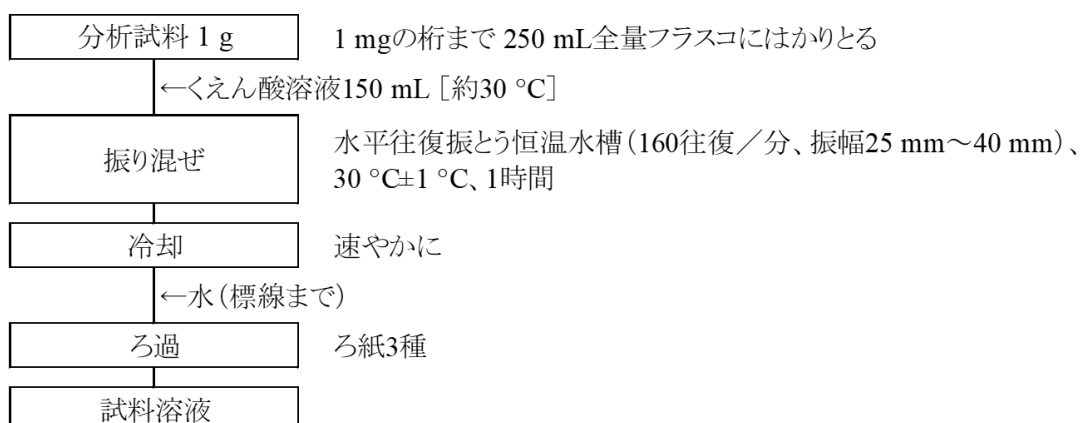 分析試料 1 g
1 mgの桁まで 250 mL全量フラスコにはかりとる
←くえん酸溶液150 mL [約30 °C]
振り混ぜ
水平往復振とう恒温水槽(160往復/分、振幅25 mm～40 mm)、
30 °C±1 °C、1時間
冷却
速やかに
←水(標線まで)
ろ過
ろ紙3種
試料溶液